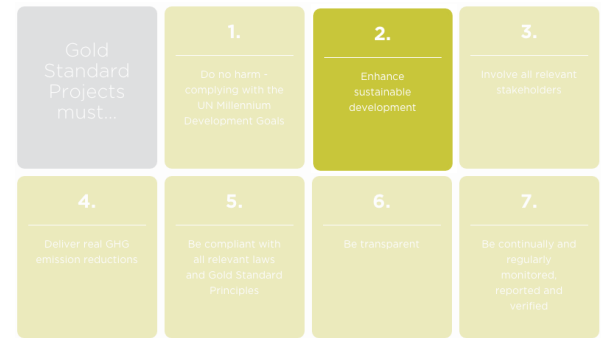 Gold
Standard
Projects
must...
1.
Do no harm -
complying with the
UN Millennium
Development Goals
2.
Enhance
sustainable
development
3.
Involve all relevant
stakeholders
4.
Deliver real GHG
emission reductions
5.
Be compliant with
all relevant laws
and Gold Standard
Principles
6.
Be transparent
7.
Be continually and
regularly
monitored,
reported and
verified